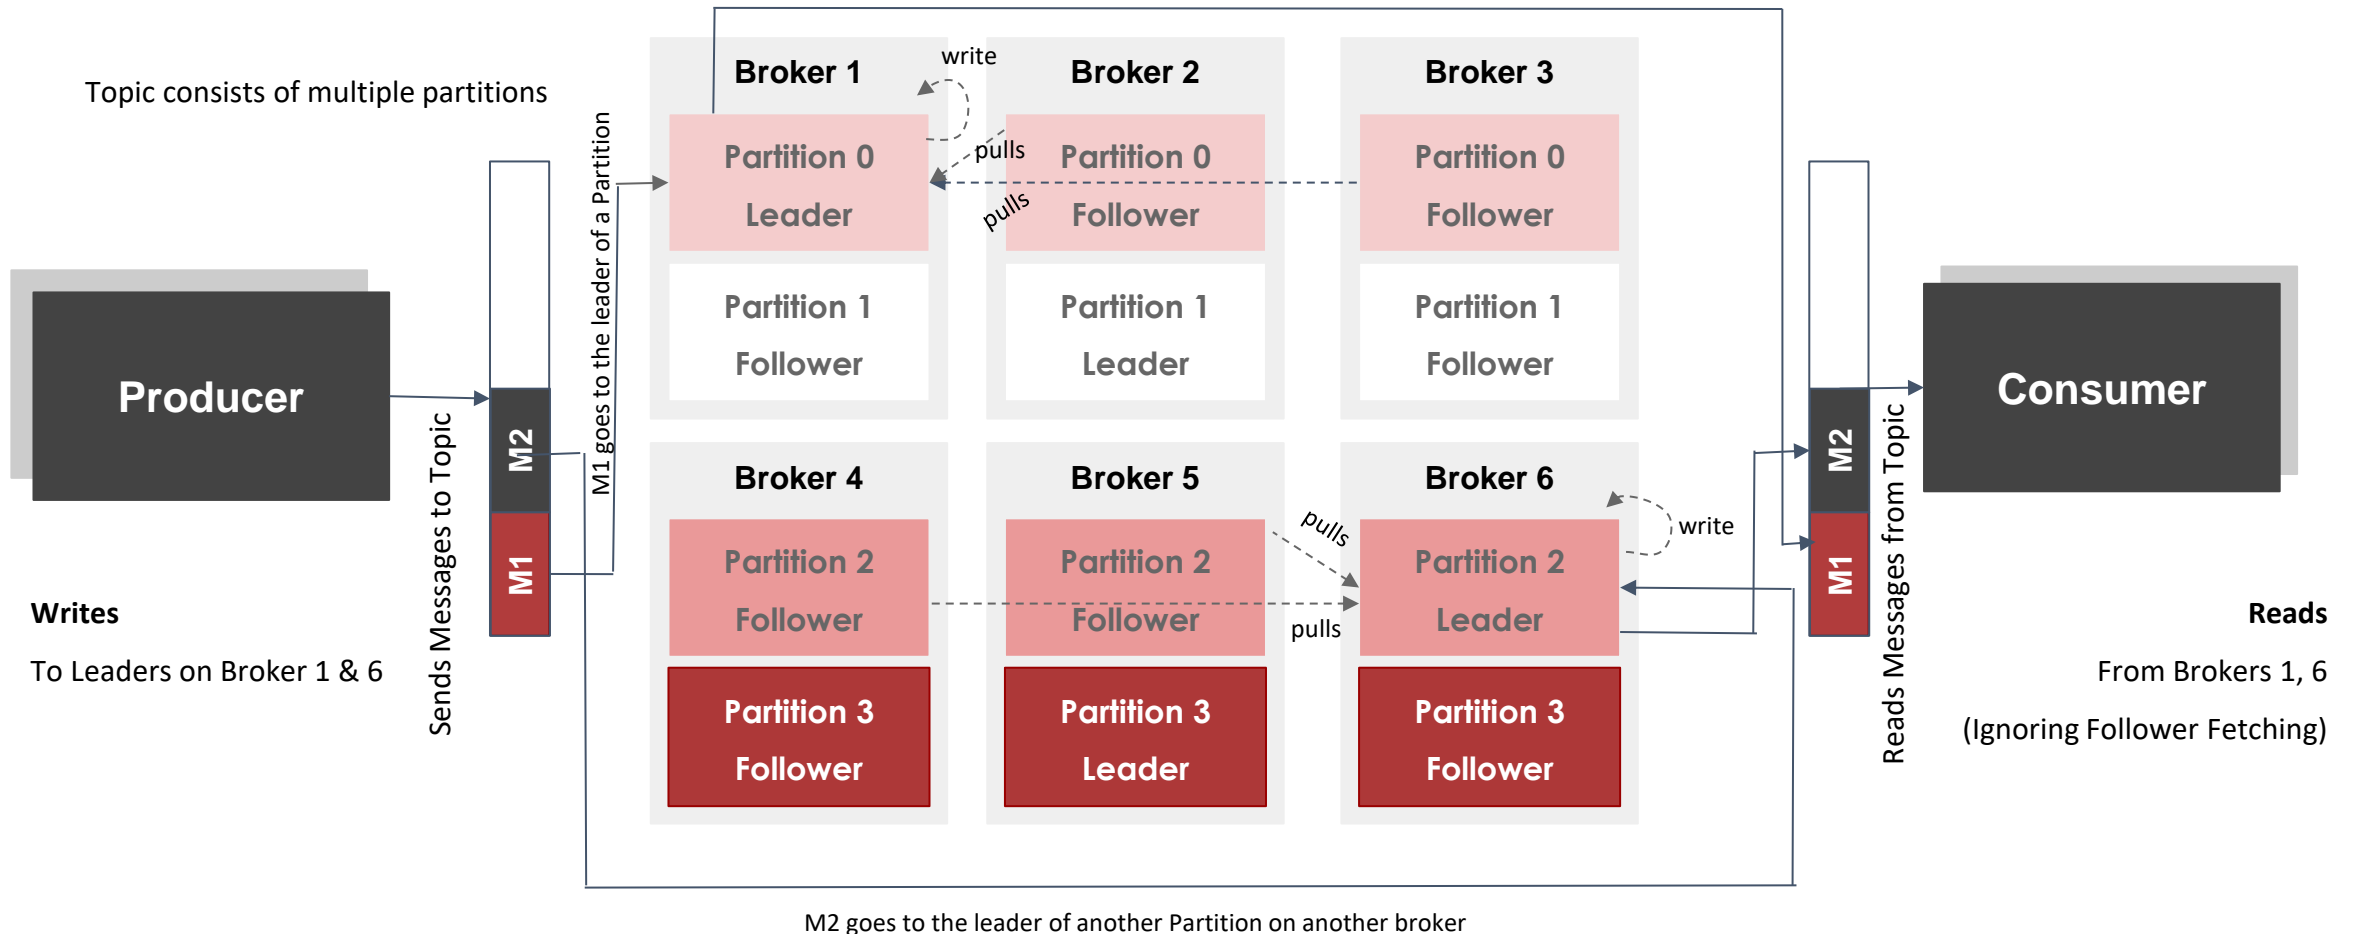 Topic consists of multiple partitions
Producer
Writes
To Leaders on Broker 1 & 6
Sends Messages to Topic
M2
M1
M1 goes to the leader of a Partition
Broker 1
write
Partition 0
Leader
Partition 1
Follower
Broker 2
pulls
pulls
Partition 0
Follower
Partition 1
Leader
Broker 3
Partition 0
Follower
Partition 1
Follower
Broker 4
Partition 2
Follower
Partition 3
Follower
Broker 5
Partition 2
Follower
Partition 3
Leader
pulls
pulls
Broker 6
write
Partition 2
Leader
Partition 3
Follower
M2 goes to the leader of another Partition on another broker
M2
M1
Reads Messages from Topic
Consumer
Reads
From Brokers 1, 6
(Ignoring Follower Fetching)